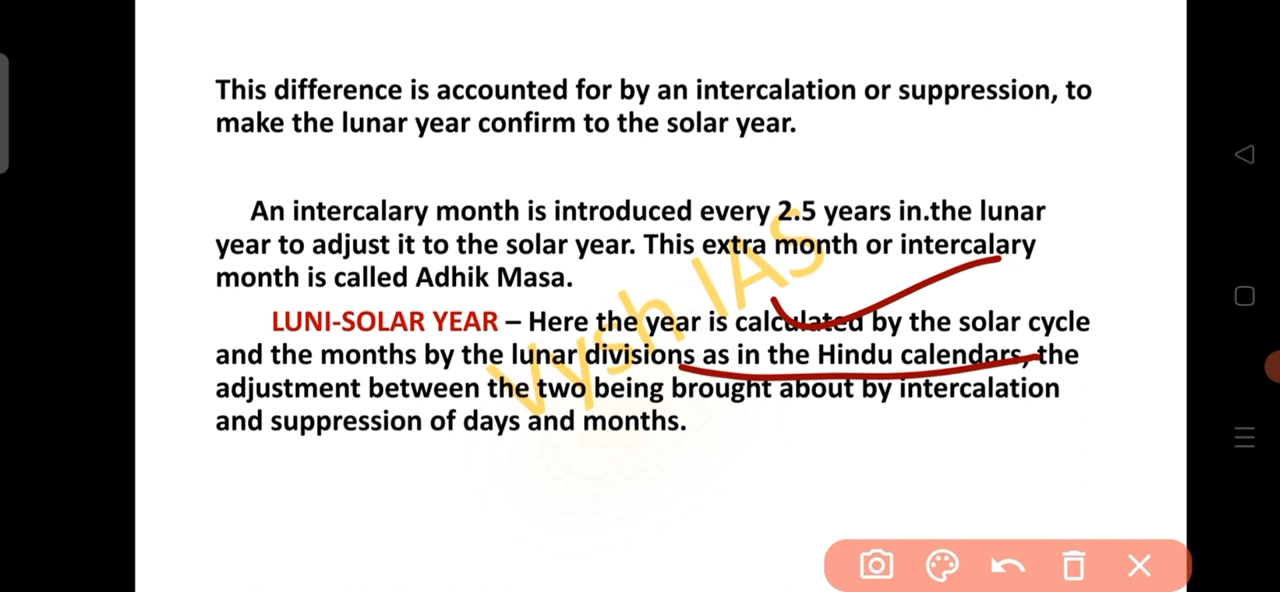 This difference is accounted for by an intercalation or suppression, to
make the lunar year confirm to the solar year.
An intercalary month is introduced every 2.5 years in.the lunar
year to adjust it to the solar year. This extra month or intercalary
month is called Adhik Masa.
LUNI-SOLAR YEAR – Here the year is calculated by the solar cycle
and the months by the lunar divisions as in the Hindu calendars, the
adjustment between the two being brought about by intercalation
and suppression of days and months.
Vysh IAS